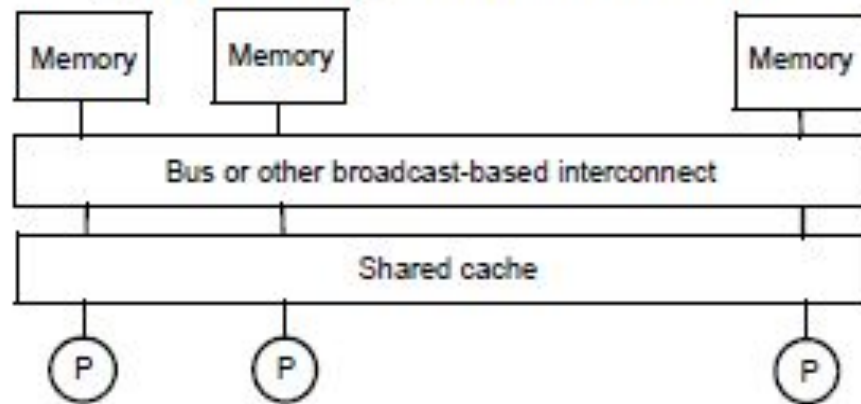 Memory Memory Memory
Bus or other broadcast-based interconnect
Shared cache
P P P